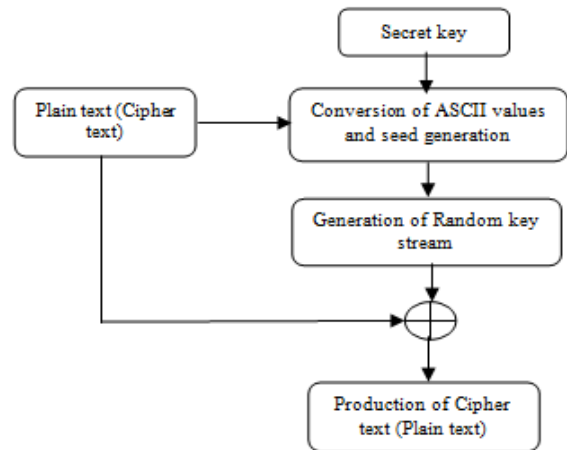 Secret key
Plain text (Cipher
text)
Conversion of ASCII values
and seed generation
Generation of Random key
stream
Production of Cipher
text (Plain text)